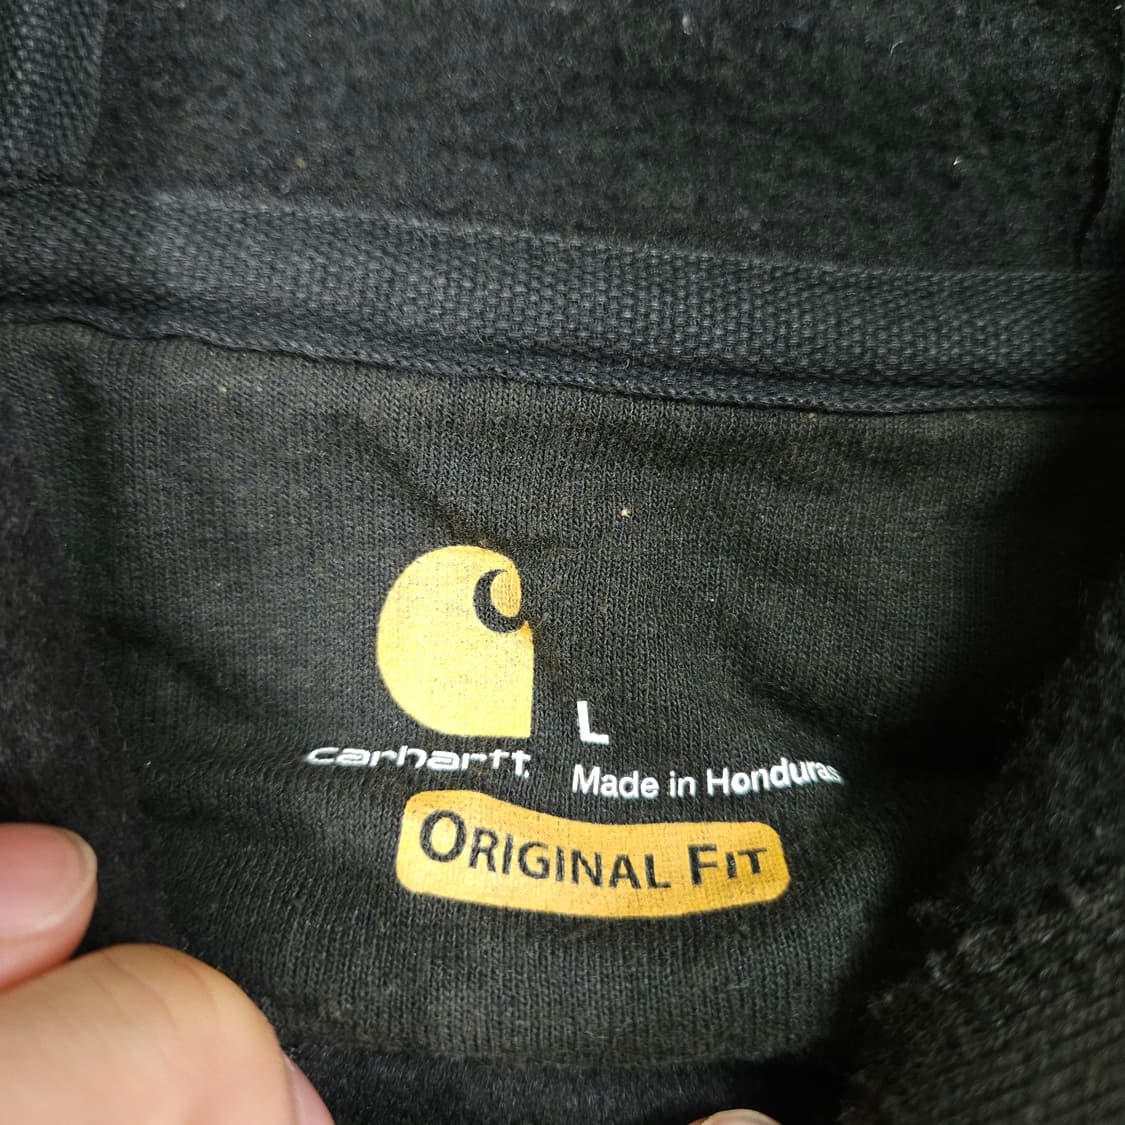 L
carhartt.
Made in Honduras
ORIGINAL FIT